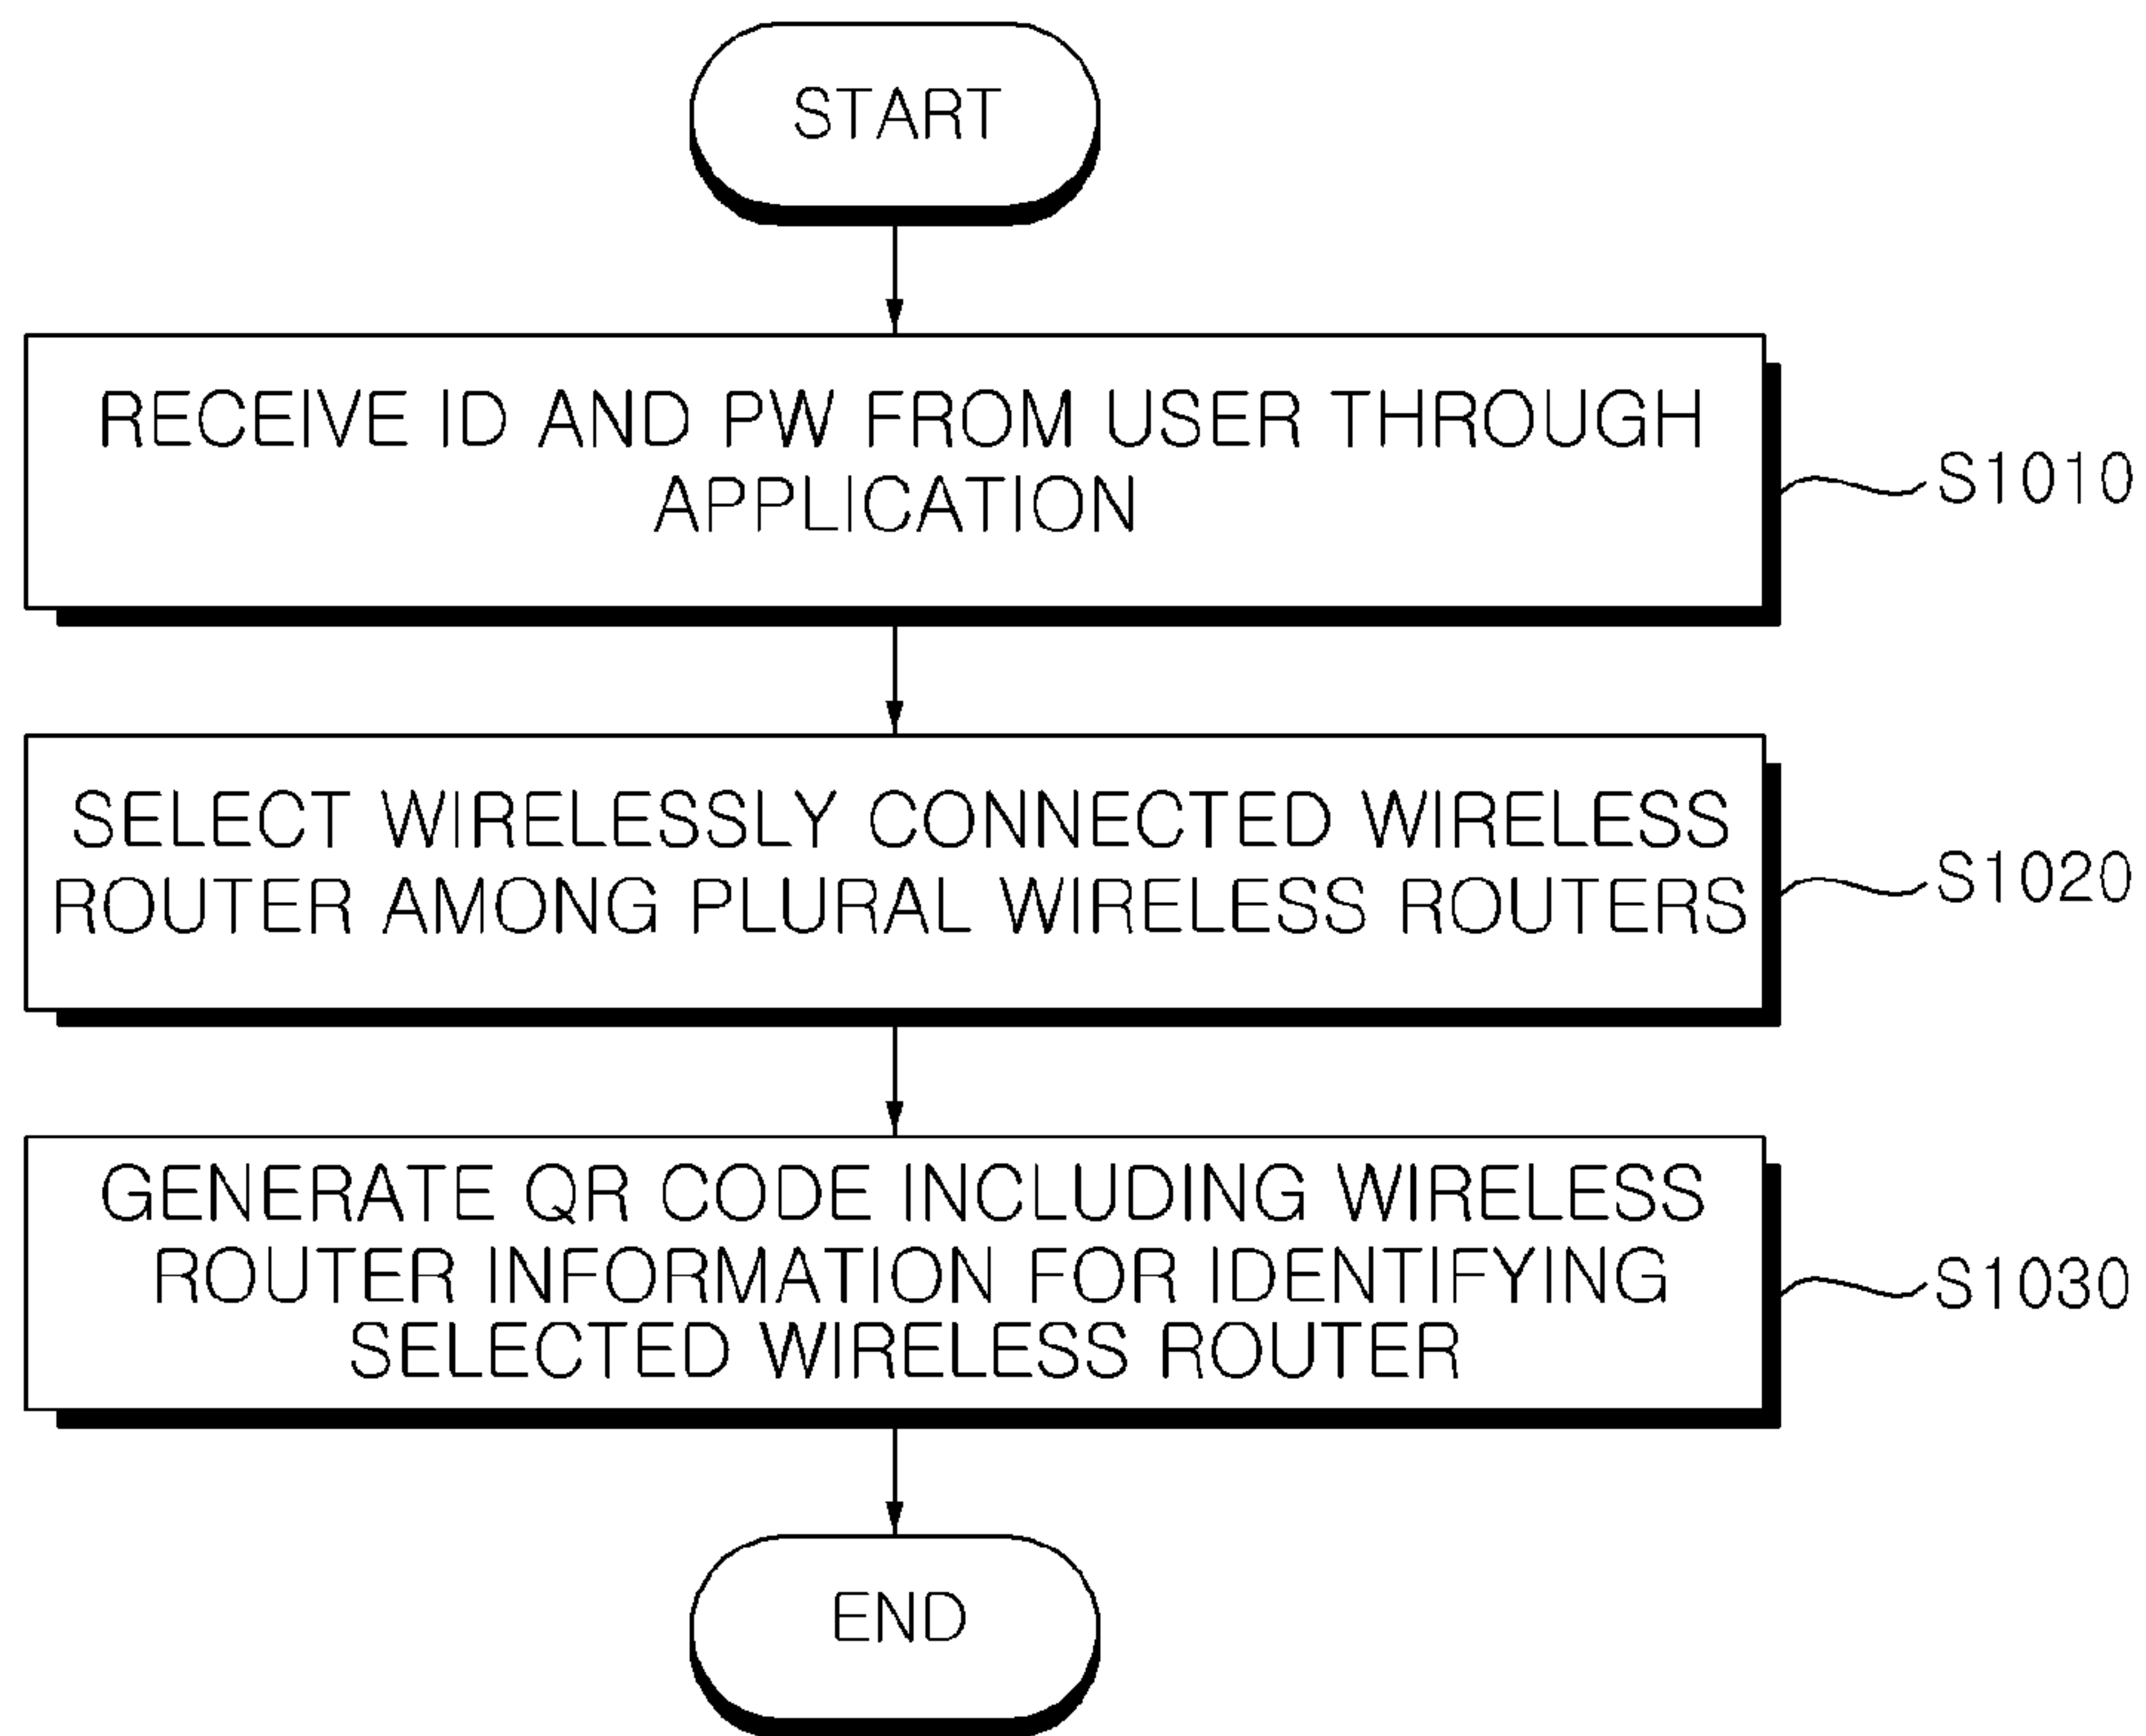 START
RECEIVE ID AND PW FROM USER THROUGH
APPLICATION
S1010
SELECT WIRELESSLY CONNECTED WIRELESS
ROUTER AMONG PLURAL WIRELESS ROUTERS
S1020
GENERATE QR CODE INCLUDING WIRELESS
ROUTER INFORMATION FOR IDENTIFYING
SELECTED WIRELESS ROUTER
S1030
END